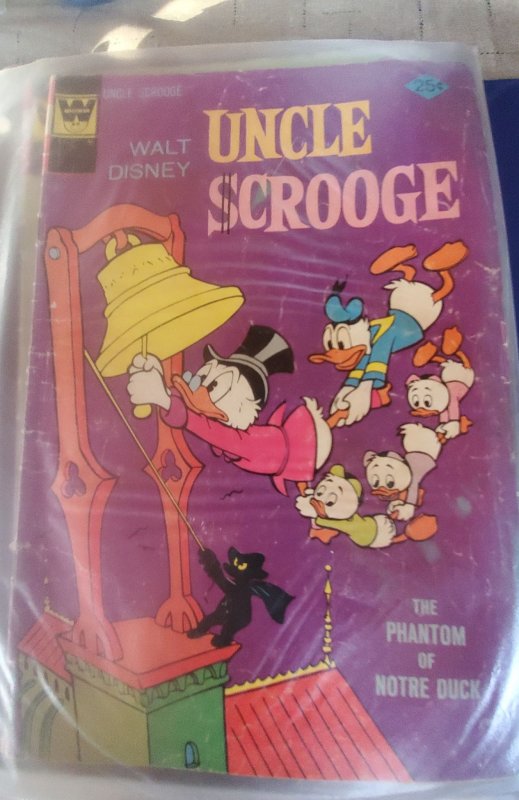 UNCLE SCROOGE
25¢
WALT
DISNEY
UNCLE
$CROOGE
THE
PHANTOM
OF
NOTRE DUCK